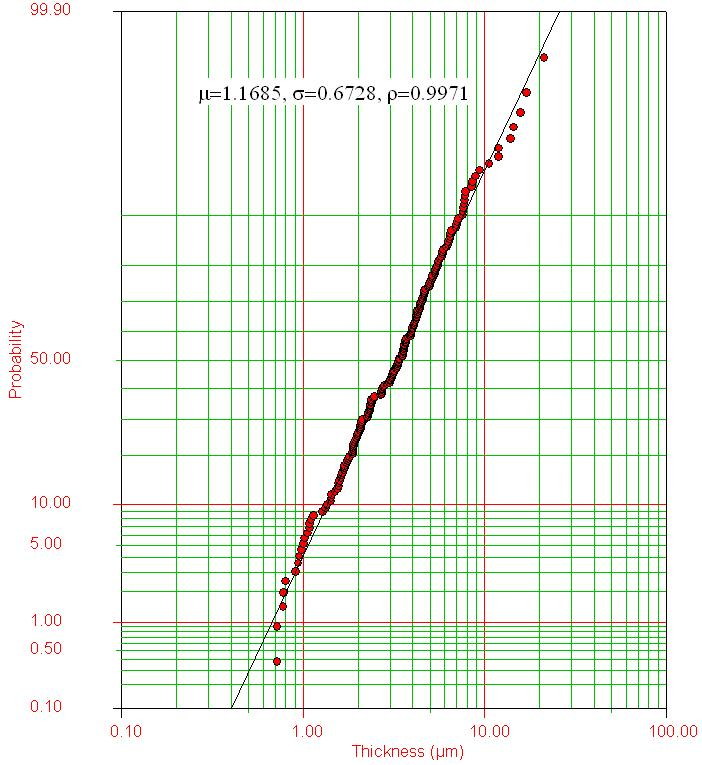 99.90
μ=1.1685, σ=0.6728, ρ=0.9971
Probability
50.00
10.00
5.00
1.00
0.50
0.10
0.10 1.00 10.00 100.00
Thickness (μm)